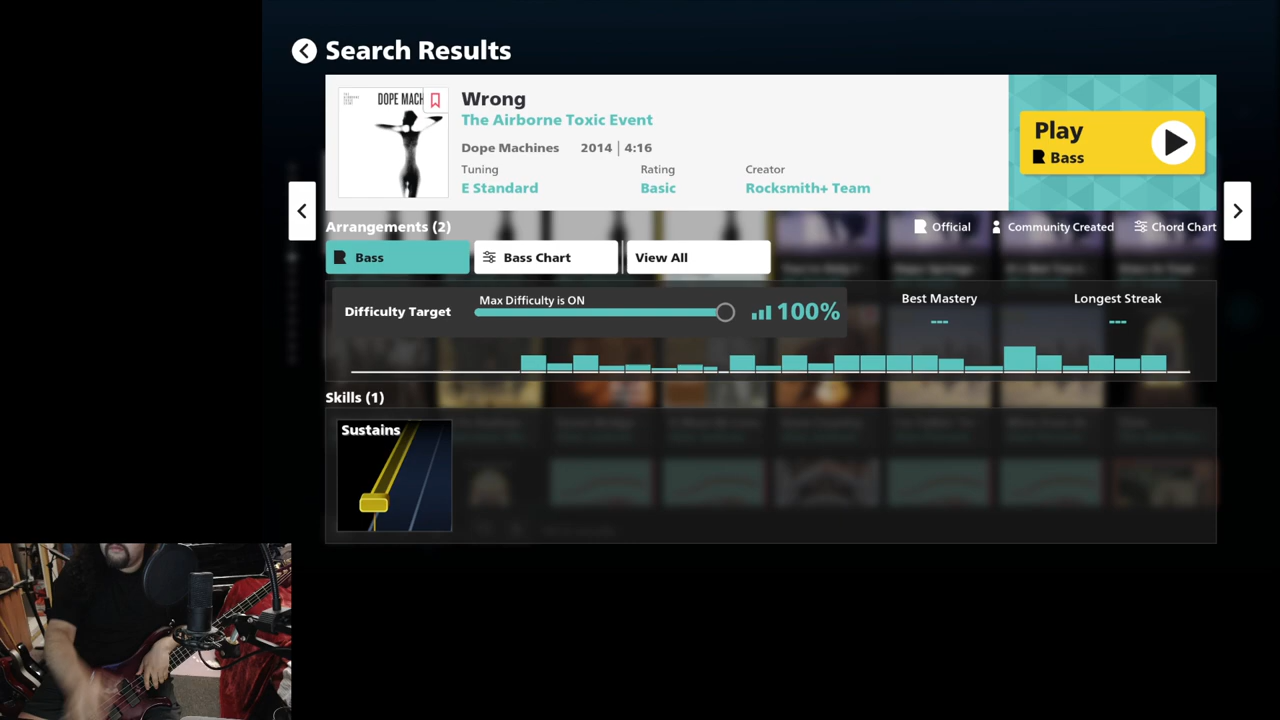 Search Results
DOPE MACH
Wrong
The Airborne Toxic Event
Dope Machines 2014 | 4:16
Tuning Rating Creator
E Standard Basic Rocksmith+ Team
Play
Bass
Arrangements (2) Official Community Created Chord Chart
Bass Bass Chart View All
Max Difficulty is ON
Difficulty Target 100%
Best Mastery Longest Streak
--- ---
Skills (1)
Sustains